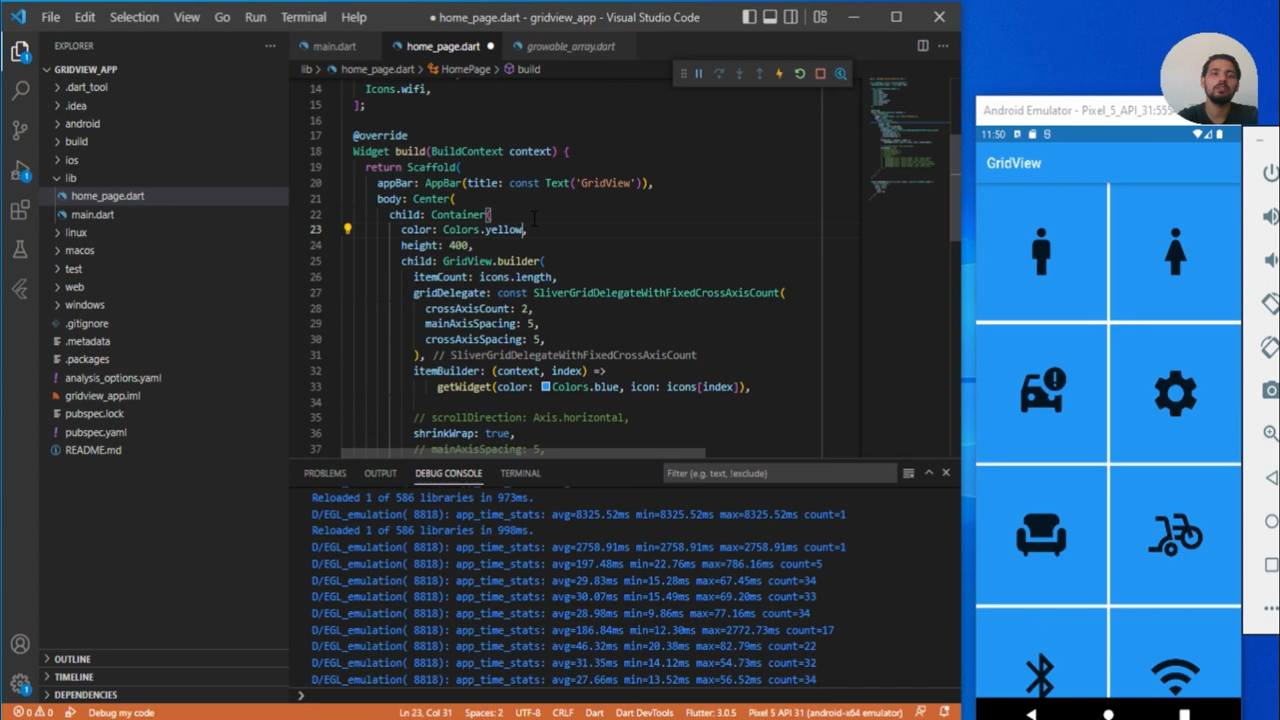 File Edit Selection View Go Run Terminal Help
● home_page.dart - gridview_app - Visual Studio Code
EXPLORER
GRIDVIEW_APP
.dart_tool
.idea
android
build
ios
lib
home_page.dart
main.dart
linux
macos
test
web
windows
.gitignore
.metadata
.packages
analysis_options.yaml
gridview_app.iml
pubspec.lock
pubspec.yaml
README.md
OUTLINE
TIMELINE
DEPENDENCIES
main.dart home_page.dart ● growable_array.dart
lib > home_page.dart > HomePage > build
14 Icons.wifi,
15 ];
16
17 @override
18 Widget build(BuildContext context) {
19 return Scaffold(
20 appBar: AppBar(title: const Text('GridView')),
21 body: Center(
22 child: Container(
23 color: Colors.yellow,
24 height: 400,
25 child: GridView.builder(
26 itemCount: icons.length,
27 gridDelegate: const SliverGridDelegateWithFixedCrossAxisCount(
28 crossAxisCount: 2,
29 mainAxisSpacing: 5,
30 crossAxisSpacing: 5,
31 ), // SliverGridDelegateWithFixedCrossAxisCount
32 itemBuilder: (context, index) =>
33 getWidget(color: Colors.blue, icon: icons[index]),
34
35 // scrollDirection: Axis.horizontal,
36 shrinkWrap: true,
37 // mainAxisSpacing: 5,
PROBLEMS OUTPUT DEBUG CONSOLE TERMINAL Filter (e.g. text, !exclude)
Reloaded 1 of 586 libraries in 973ms.
D/EGL_emulation( 8818): app_time_stats: avg=8325.52ms min=8325.52ms max=8325.52ms count=1
Reloaded 1 of 586 libraries in 998ms.
D/EGL_emulation( 8818): app_time_stats: avg=2758.91ms min=2758.91ms max=2758.91ms count=1
D/EGL_emulation( 8818): app_time_stats: avg=197.48ms min=22.76ms max=786.16ms count=5
D/EGL_emulation( 8818): app_time_stats: avg=29.83ms min=15.28ms max=67.45ms count=34
D/EGL_emulation( 8818): app_time_stats: avg=30.07ms min=15.49ms max=69.20ms count=33
D/EGL_emulation( 8818): app_time_stats: avg=28.98ms min=9.86ms max=77.16ms count=34
D/EGL_emulation( 8818): app_time_stats: avg=186.84ms min=12.30ms max=2772.73ms count=17
D/EGL_emulation( 8818): app_time_stats: avg=46.32ms min=20.38ms max=82.79ms count=22
D/EGL_emulation( 8818): app_time_stats: avg=31.35ms min=14.12ms max=54.73ms count=32
D/EGL_emulation( 8818): app_time_stats: avg=27.66ms min=13.52ms max=56.52ms count=34
0 0 Debug my code Ln 23, Col 31 Spaces: 2 UTF-8 CRLF Dart Dart DevTools Flutter: 3.0.5 Pixel 5 API 31 (android-x64 emulator)
Android Emulator - Pixel_5_API_31:555
11:50
GridView